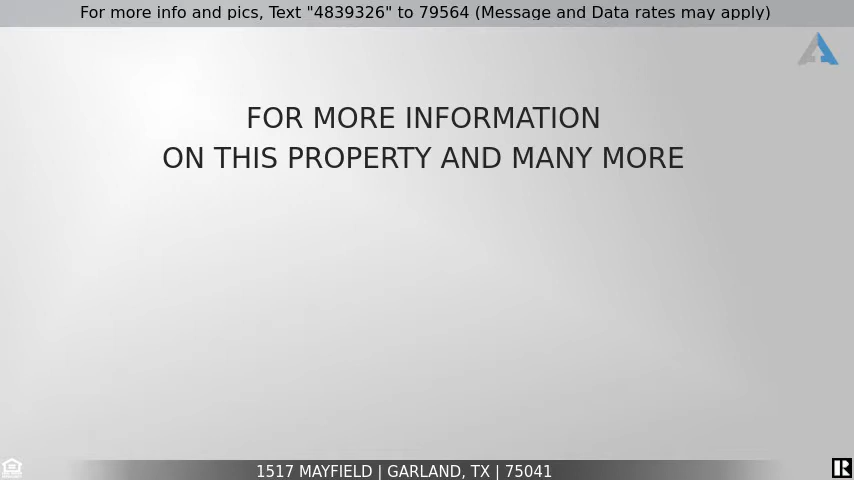 For more info and pics, Text "4839326" to 79564 (Message and Data rates may apply)
FOR MORE INFORMATION
ON THIS PROPERTY AND MANY MORE
1517 MAYFIELD | GARLAND, TX | 75041